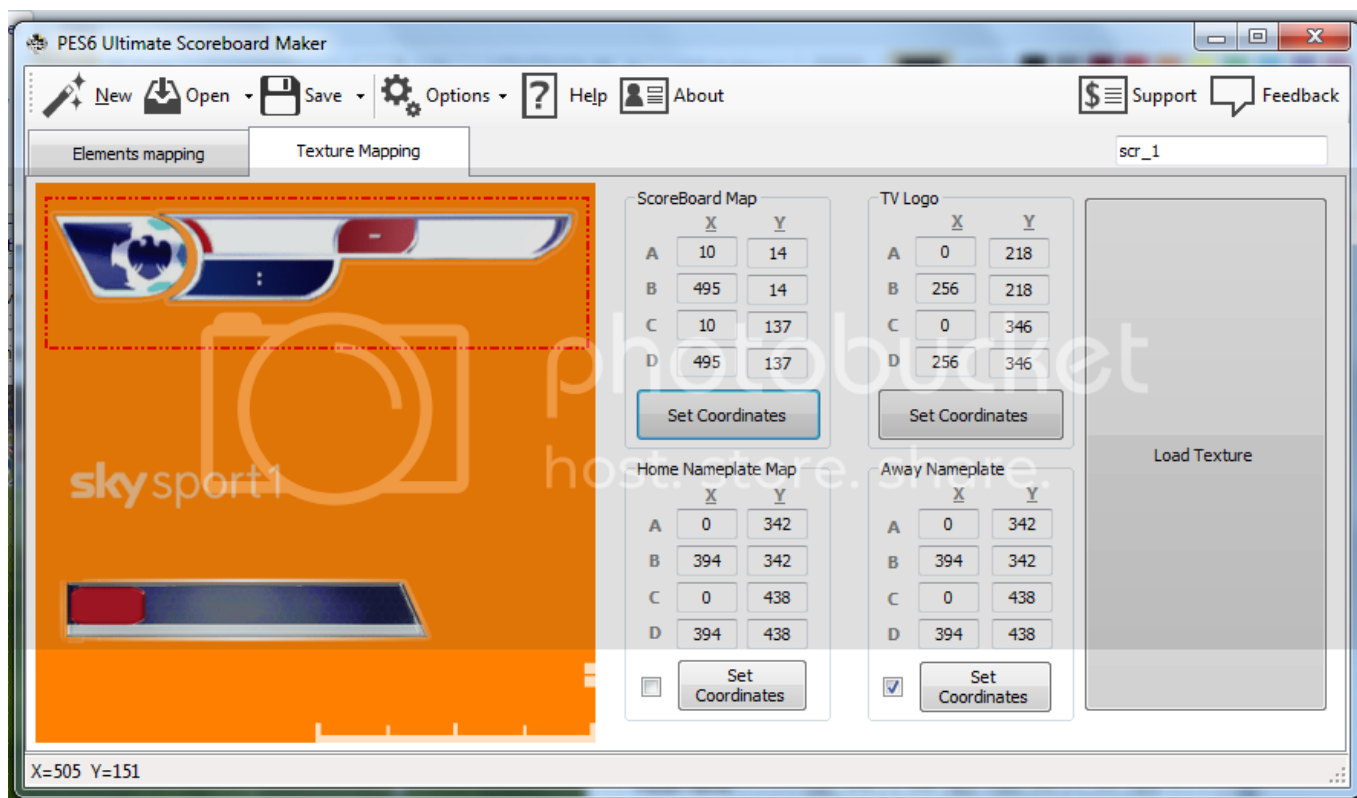 PES6 Ultimate Scoreboard Maker
New Open Save Options Help About Support Feedback
Elements mapping Texture Mapping scr_1
ScoreBoard Map
X Y
A 10 14
B 495 14
C 10 137
D 495 137
Set Coordinates
TV Logo
X Y
A 0 218
B 256 218
C 0 346
D 256 346
Set Coordinates
- 
:
sky sport1
Home Nameplate Map
X Y
A 0 342
B 394 342
C 0 438
D 394 438
Set
Coordinates
Away Nameplate
X Y
A 0 342
B 394 342
C 0 438
D 394 438
Set
Coordinates
Load Texture
photobucket
host. store. share.
X=505 Y=151